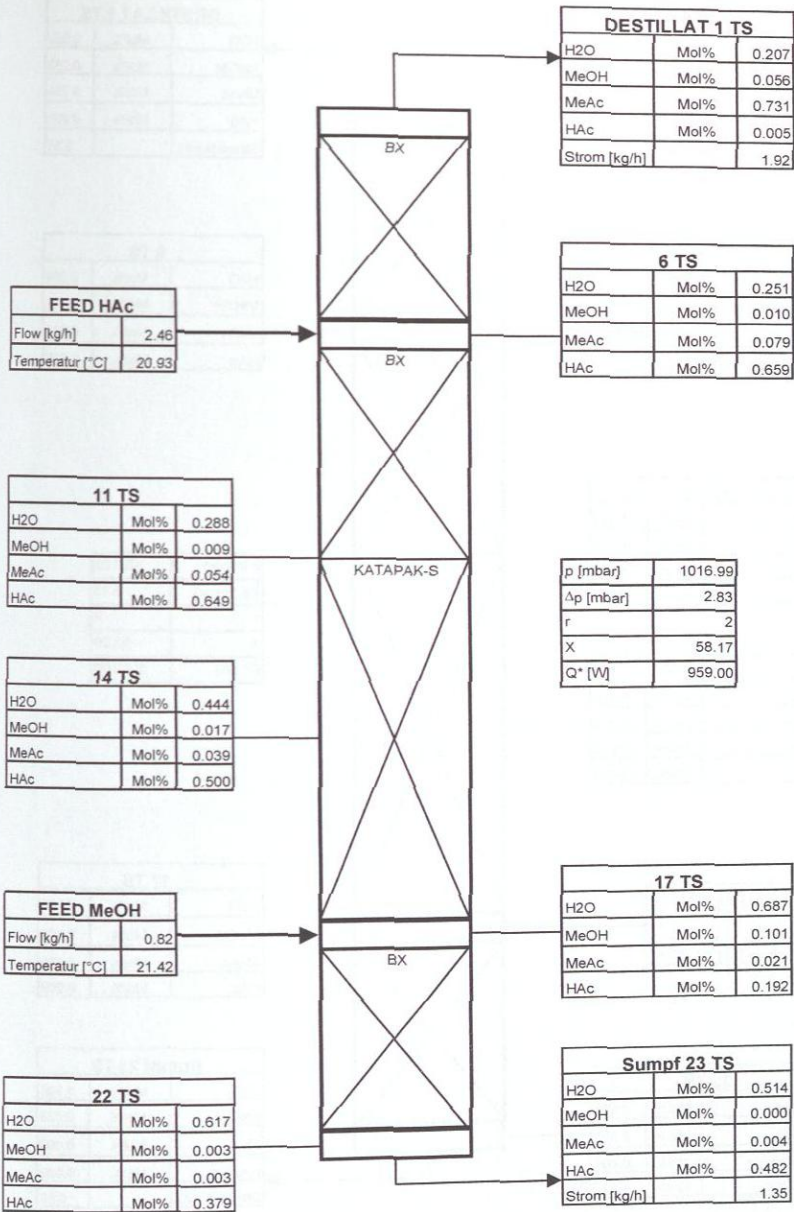 DESTILLAT 1 TS
H2O Mol% 0.207
MeOH Mol% 0.056
MeAc Mol% 0.731
HAc Mol% 0.005
Strom [kg/h] 1.92
BX
6 TS
H2O Mol% 0.251
MeOH Mol% 0.010
MeAc Mol% 0.079
HAc Mol% 0.659
FEED HAc
Flow [kg/h] 2.46
Temperatur [°C] 20.93
BX
11 TS
H2O Mol% 0.288
MeOH Mol% 0.009
MeAc Mol% 0.054
HAc Mol% 0.649
KATAPAK-S
p [mbar] 1016.99
Δp [mbar] 2.83
r 2
X 58.17
Q* [W] 959.00
14 TS
H2O Mol% 0.444
MeOH Mol% 0.017
MeAc Mol% 0.039
HAc Mol% 0.500
17 TS
H2O Mol% 0.687
MeOH Mol% 0.101
MeAc Mol% 0.021
HAc Mol% 0.192
FEED MeOH
Flow [kg/h] 0.82
Temperatur [°C] 21.42
BX
Sumpf 23 TS
H2O Mol% 0.514
MeOH Mol% 0.000
MeAc Mol% 0.004
HAc Mol% 0.482
Strom [kg/h] 1.35
22 TS
H2O Mol% 0.617
MeOH Mol% 0.003
MeAc Mol% 0.003
HAc Mol% 0.379